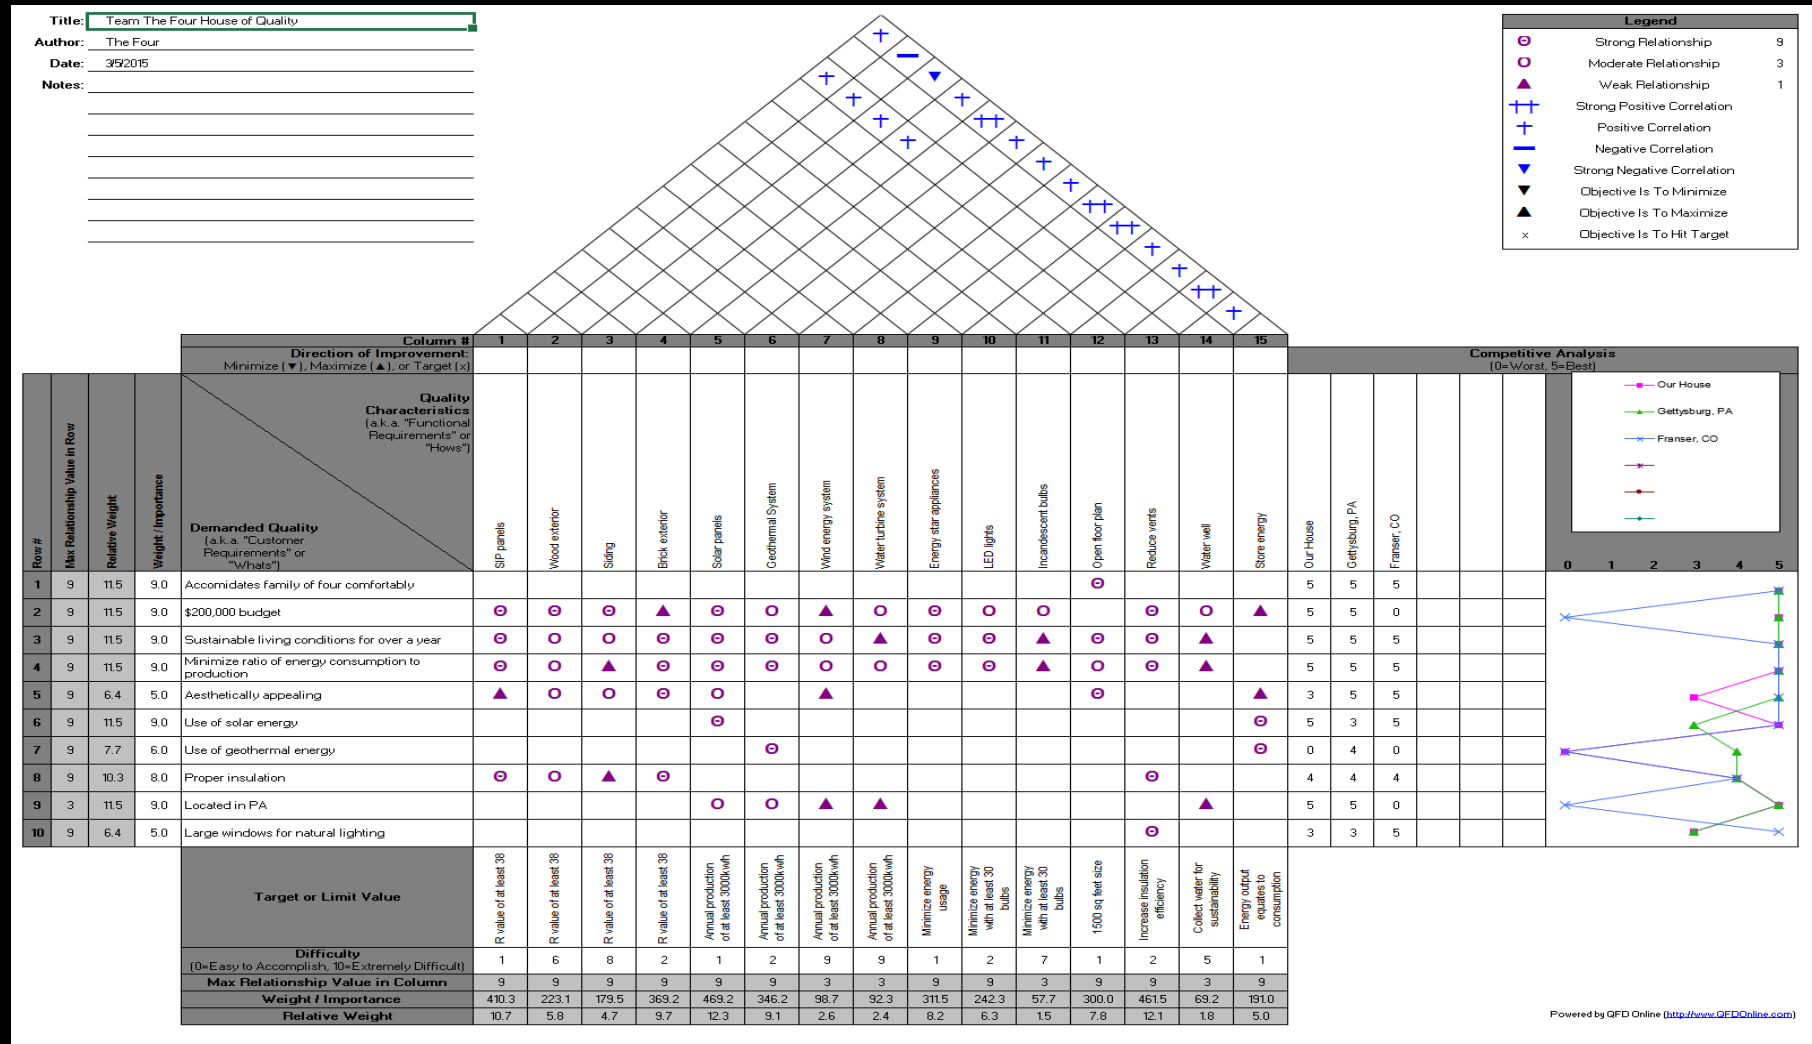 Title: Team The Four House of Quality
Author: The Four
Date: 3/5/2015
Notes:
Legend
Strong Relationship 9
Moderate Relationship 3
Weak Relationship 1
Strong Positive Correlation
Positive Correlation
Negative Correlation
Strong Negative Correlation
Objective Is To Minimize
Objective Is To Maximize
x Objective Is To Hit Target
Column # 1 2 3 4 5 6 7 8 9 10 11 12 13 14 15
Direction of Improvement:
Minimize (▼), Maximize (▲), or Target (x)
Competitive Analysis
(0=Worst, 5=Best)
Row #
Max Relationship Value in Row
Relative Weight
Weight / Importance
Quality
Characteristics
(a.k.a. "Functional
Requirements" or
"Hows")
Demanded Quality
(a.k.a. "Customer
Requirements" or
"Whats")
SIP panels
Wood exterior
Siding
Brick exterior
Solar panels
Geothermal System
Wind energy system
Water turbine system
Energy star appliances
LED lights
Incandescent bulbs
Open floor plan
Reduce vents
Water well
Store energy
Our House
Gettysburg, PA
Franser, CO
Our House
Gettysburg, PA
Franser, CO
0 1 2 3 4 5
1 9 11.5 9.0 Accomidates family of four comfortably 5 5 5
2 9 11.5 9.0 $200,000 budget 5 5 0
3 9 11.5 9.0 Sustainable living conditions for over a year 5 5 5
4 9 11.5 9.0 Minimize ratio of energy consumption to
production 5 5 5
5 9 6.4 5.0 Aesthetically appealing 3 5 5
6 9 11.5 9.0 Use of solar energy 5 3 5
7 9 7.7 6.0 Use of geothermal energy 0 4 0
8 9 10.3 8.0 Proper insulation 4 4 4
9 3 11.5 9.0 Located in PA 5 5 0
10 9 6.4 5.0 Large windows for natural lighting 3 3 5
Target or Limit Value
R value of at least 38
R value of at least 38
R value of at least 38
R value of at least 38
Annual production
of at least 3000kwh
Annual production
of at least 3000kwh
Annual production
of at least 3000kwh
Annual production
of at least 3000kwh
Minimize energy
usage
Minimize energy
with at least 30
bulbs
Minimize energy
with at least 30
bulbs
1500 sq feet size
Increase insulation
efficiency
Collect water for
sustainability
Energy output
equates to
consumption
Difficulty
(0=Easy to Accomplish, 10=Extremely Difficult) 1 6 8 2 1 2 9 9 1 2 7 1 2 5 1
Max Relationship Value in Column 9 9 9 9 9 9 3 3 9 9 3 9 9 3 9
Weight / Importance 410.3 223.1 179.5 369.2 469.2 346.2 98.7 92.3 311.5 242.3 57.7 300.0 461.5 69.2 191.0
Relative Weight 10.7 5.8 4.7 9.7 12.3 9.1 2.6 2.4 8.2 6.3 1.5 7.8 12.1 1.8 5.0
Powered by QFD Online (http://www.QFDOnline.com)